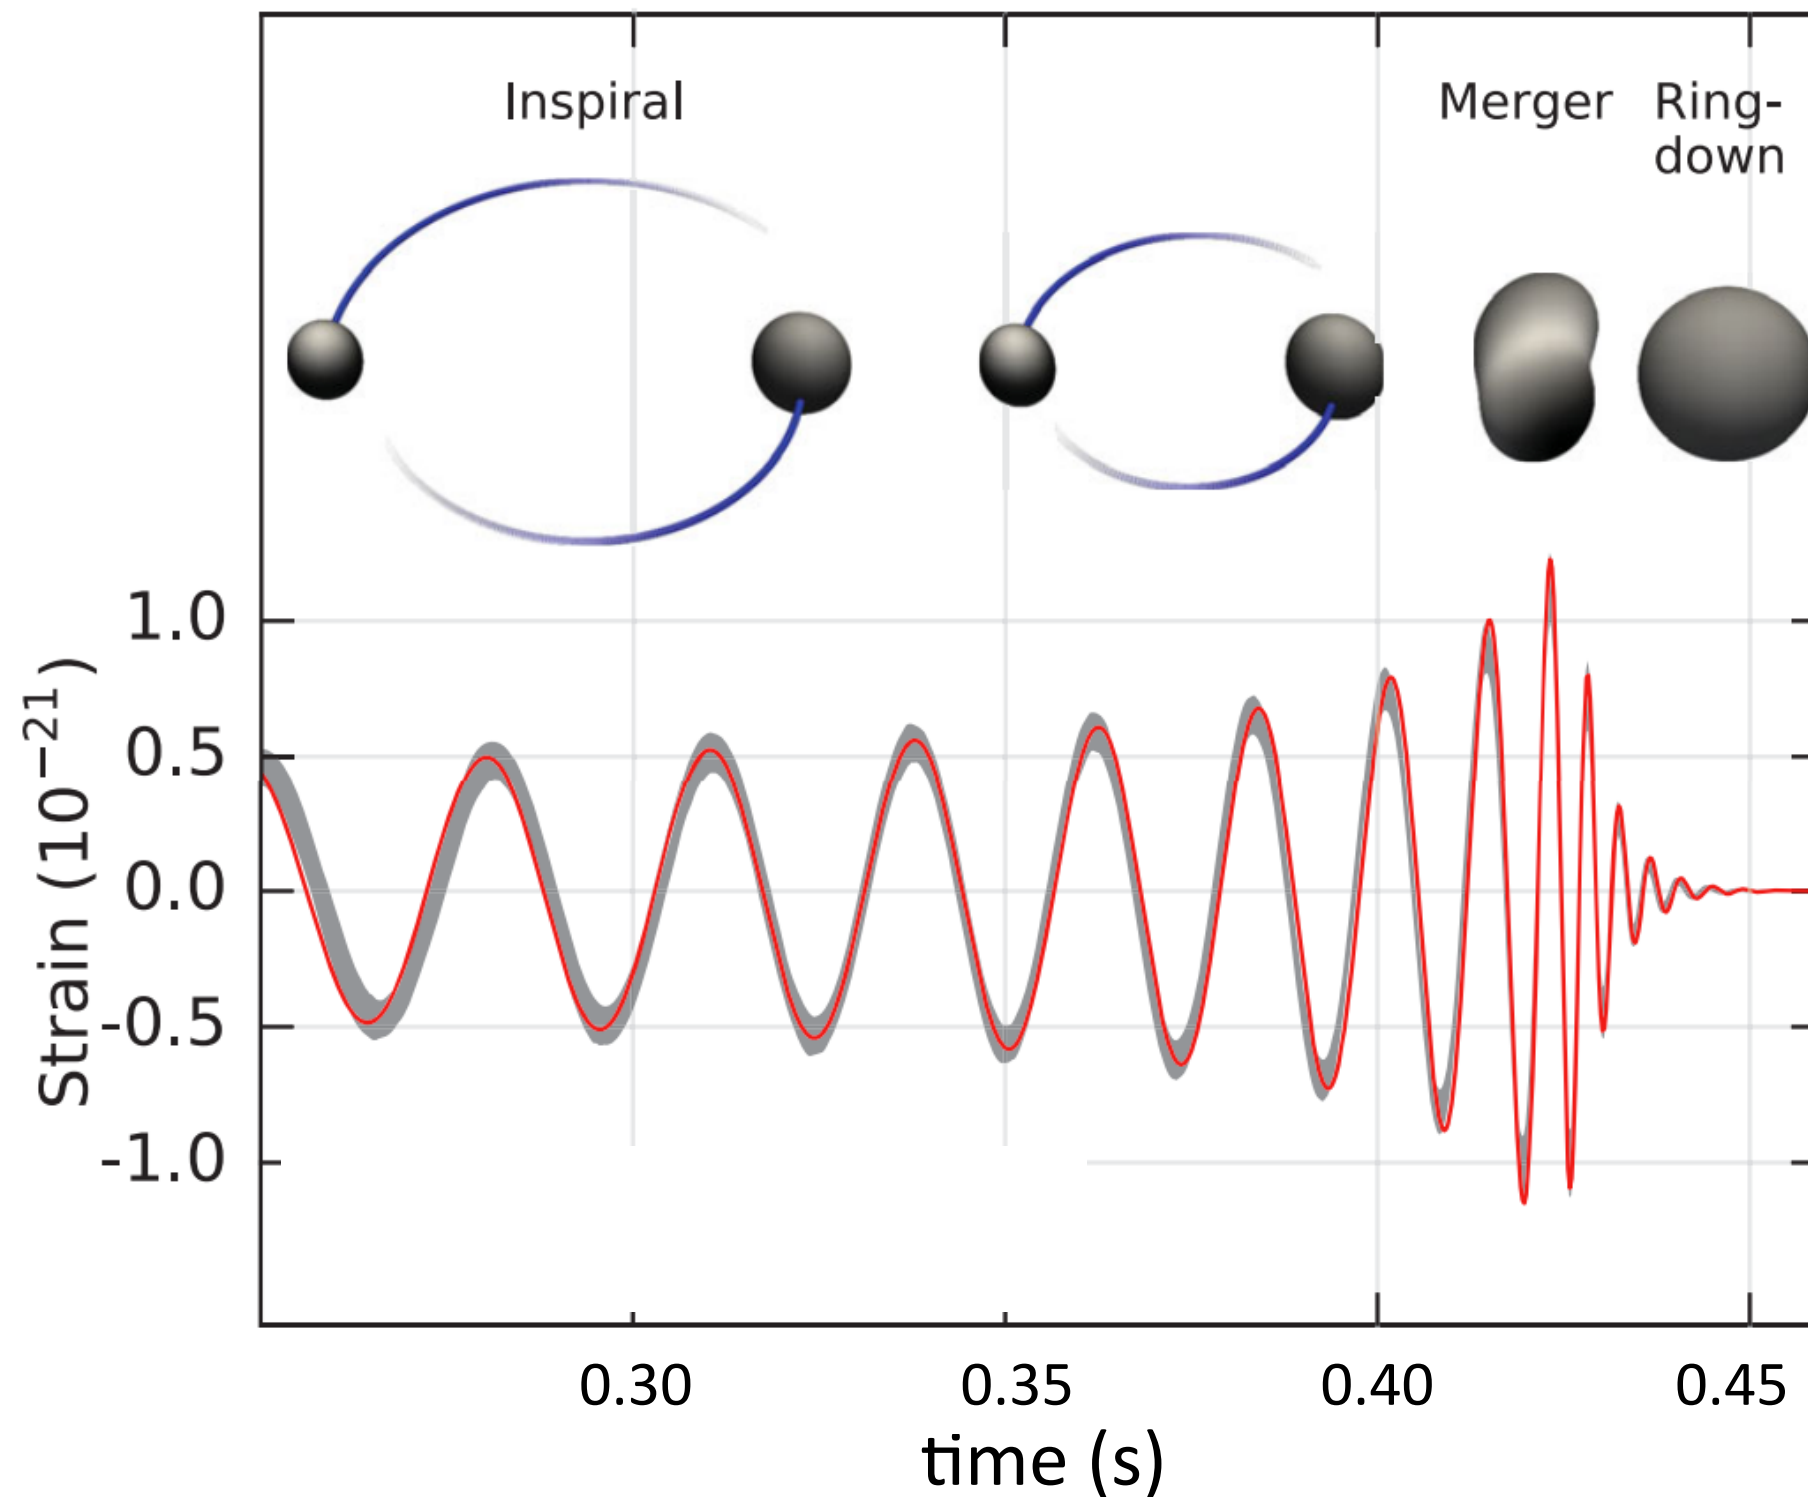 Inspiral
Merger
Ring-
down
1.0
0.5
0.0
-0.5
-1.0
Strain (10⁻²¹)
0.30
0.35
0.40
0.45
time (s)